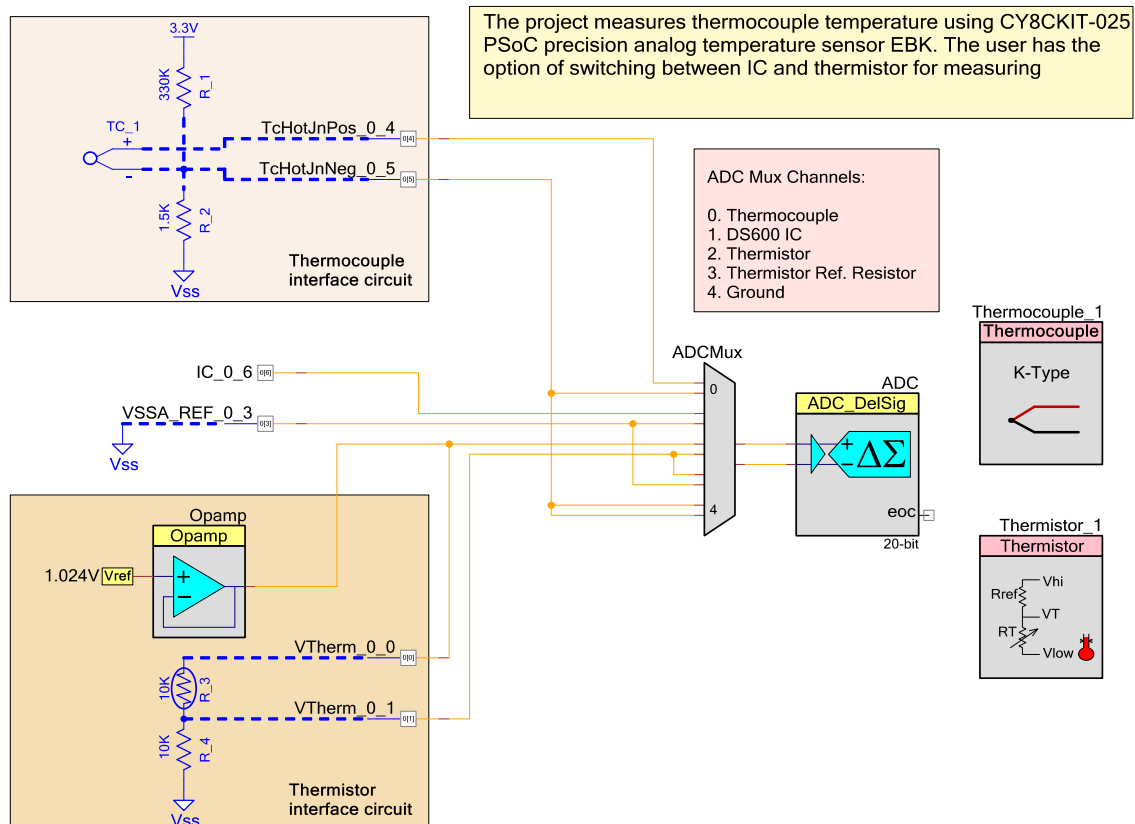 The project measures thermocouple temperature using CY8CKIT-025
PSoC precision analog temperature sensor EBK. The user has the
option of switching between IC and thermistor for measuring
3.3V
330K
R_1
TC_1
+
-
TcHotJnPos_0_4
0[4]
TcHotJnNeg_0_5
0[5]
1.5K
R_2
Vss
Thermocouple
interface circuit
ADC Mux Channels:
0. Thermocouple
1. DS600 IC
2. Thermistor
3. Thermistor Ref. Resistor
4. Ground
Thermocouple_1
Thermocouple
K-Type
IC_0_6
0[6]
VSSA_REF_0_3
0[3]
Vss
ADCMux
0
4
ADC
ADC_DelSig
+
-
ΔΣ
eoc
20-bit
Opamp
Opamp
1.024V
Vref
+
-
VTherm_0_0
0[0]
10K
R_3
VTherm_0_1
0[1]
10K
R_4
Vss
Thermistor
interface circuit
Thermistor_1
Thermistor
Vhi
Rref
VT
RT
Vlow